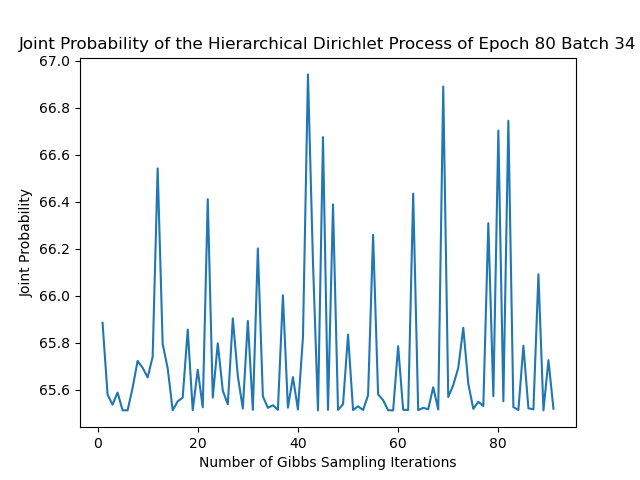 Joint Probability of the Hierarchical Dirichlet Process of Epoch 80 Batch 34
67.0
66.8
66.6
66.4
66.2
66.0
65.8
65.6
Joint Probability
0 20 40 60 80
Number of Gibbs Sampling Iterations